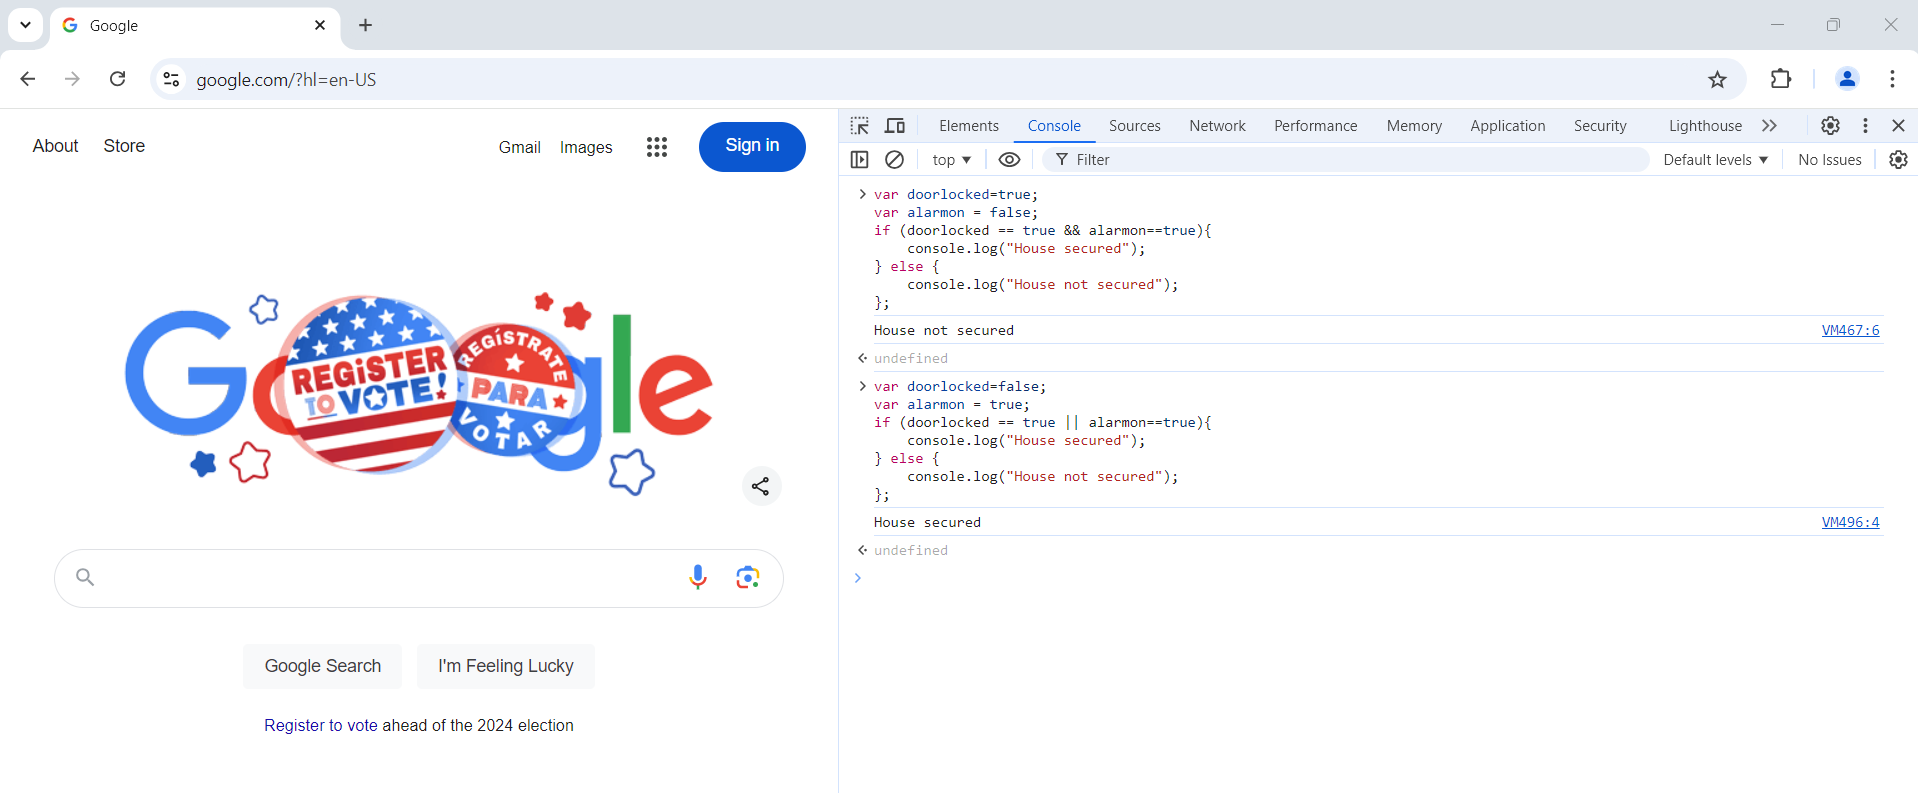 Google
google.com/?hl=en-US
About
Store
Gmail
Images
Sign in
REGISTER
TO VOTE!
REGÍSTRATE
PARA
VOTAR
Google
Google Search
I'm Feeling Lucky
Register to vote ahead of the 2024 election
Elements
Console
Sources
Network
Performance
Memory
Application
Security
Lighthouse
top
Filter
Default levels
No Issues
var doorlocked=true;
var alarmon = false;
if (doorlocked == true && alarmon==true){
    console.log("House secured");
} else {
    console.log("House not secured");
};
House not secured VM467:6
undefined
var doorlocked=false;
var alarmon = true;
if (doorlocked == true || alarmon==true){
    console.log("House secured");
} else {
    console.log("House not secured");
};
House secured VM496:4
undefined